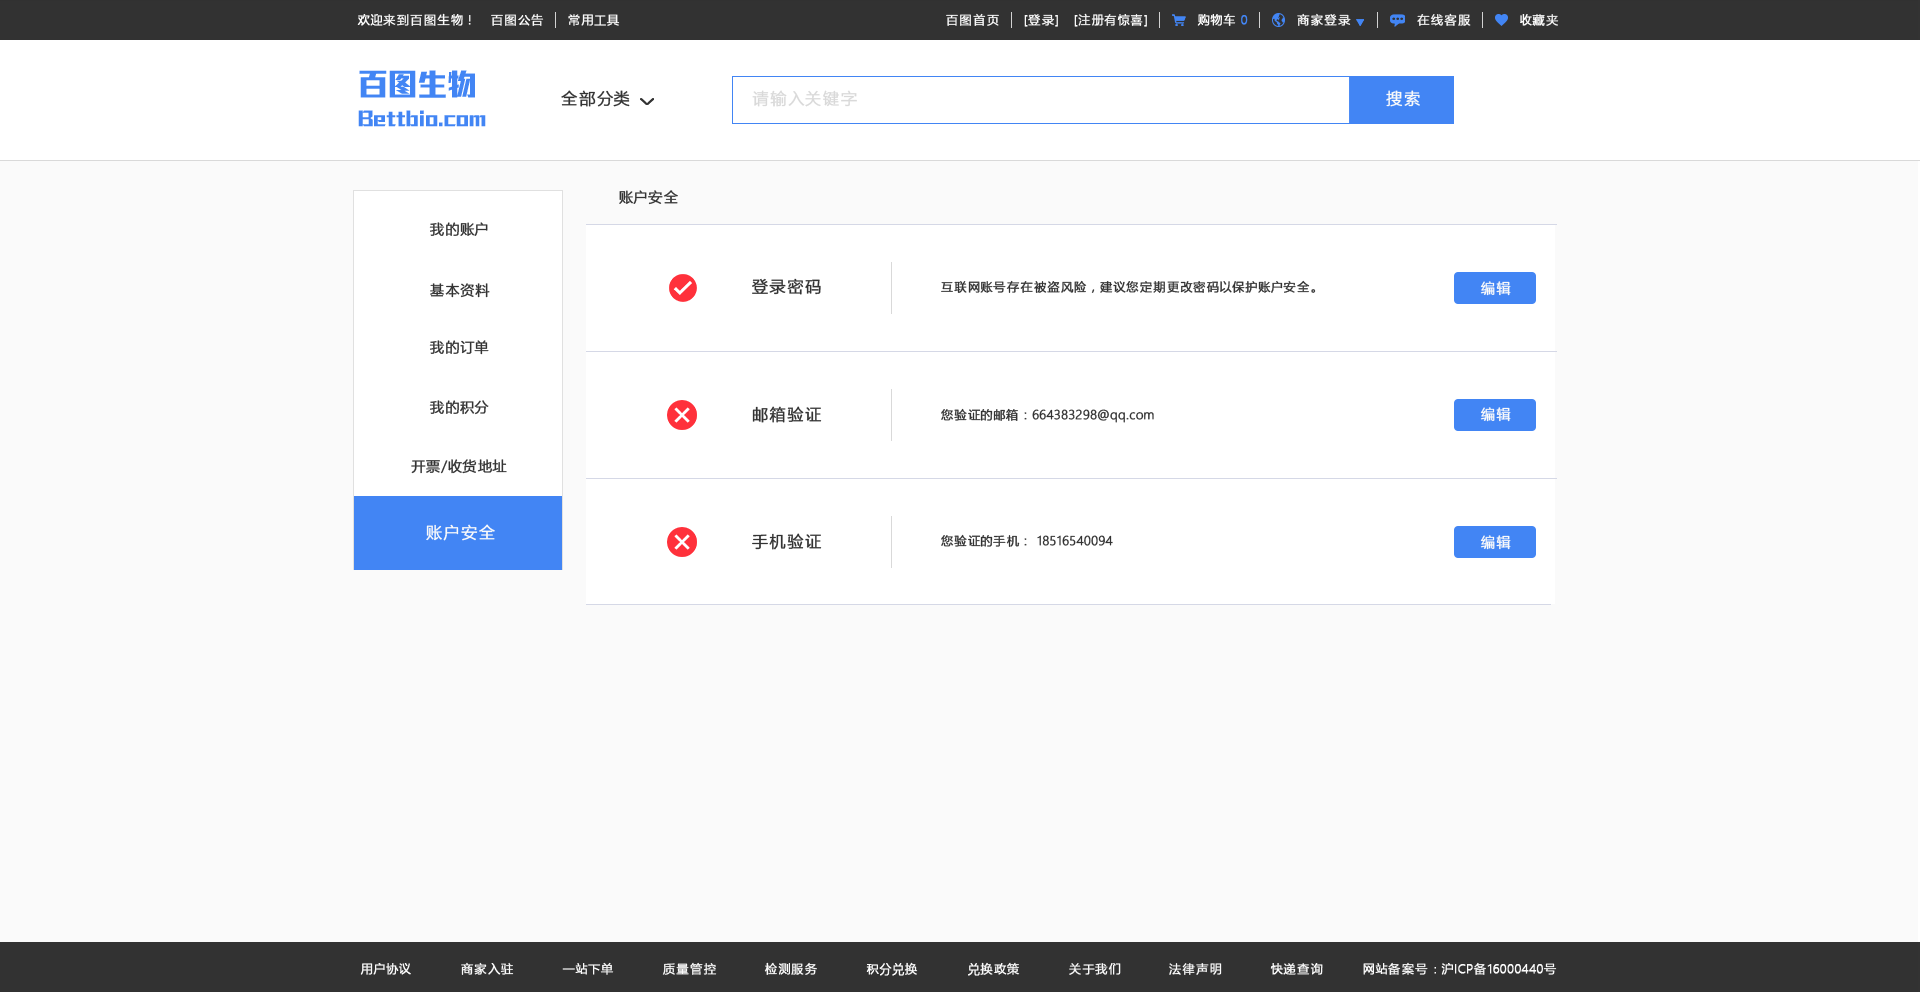 欢迎来到百图生物！ 百图公告 常用工具 百图首页 [登录] [注册有惊喜] 购物车 0 商家登录 在线客服 收藏夹
百图生物
Bettbio.com
全部分类
请输入关键字
搜索
我的账户
基本资料
我的订单
我的积分
开票/收货地址
账户安全
账户安全
登录密码 互联网账号存在被盗风险，建议您定期更改密码以保护账户安全。 编辑
邮箱验证 您验证的邮箱：664383298@qq.com 编辑
手机验证 您验证的手机： 18516540094 编辑
用户协议 商家入驻 一站下单 质量管控 检测服务 积分兑换 兑换政策 关于我们 法律声明 快递查询 网站备案号：沪ICP备16000440号